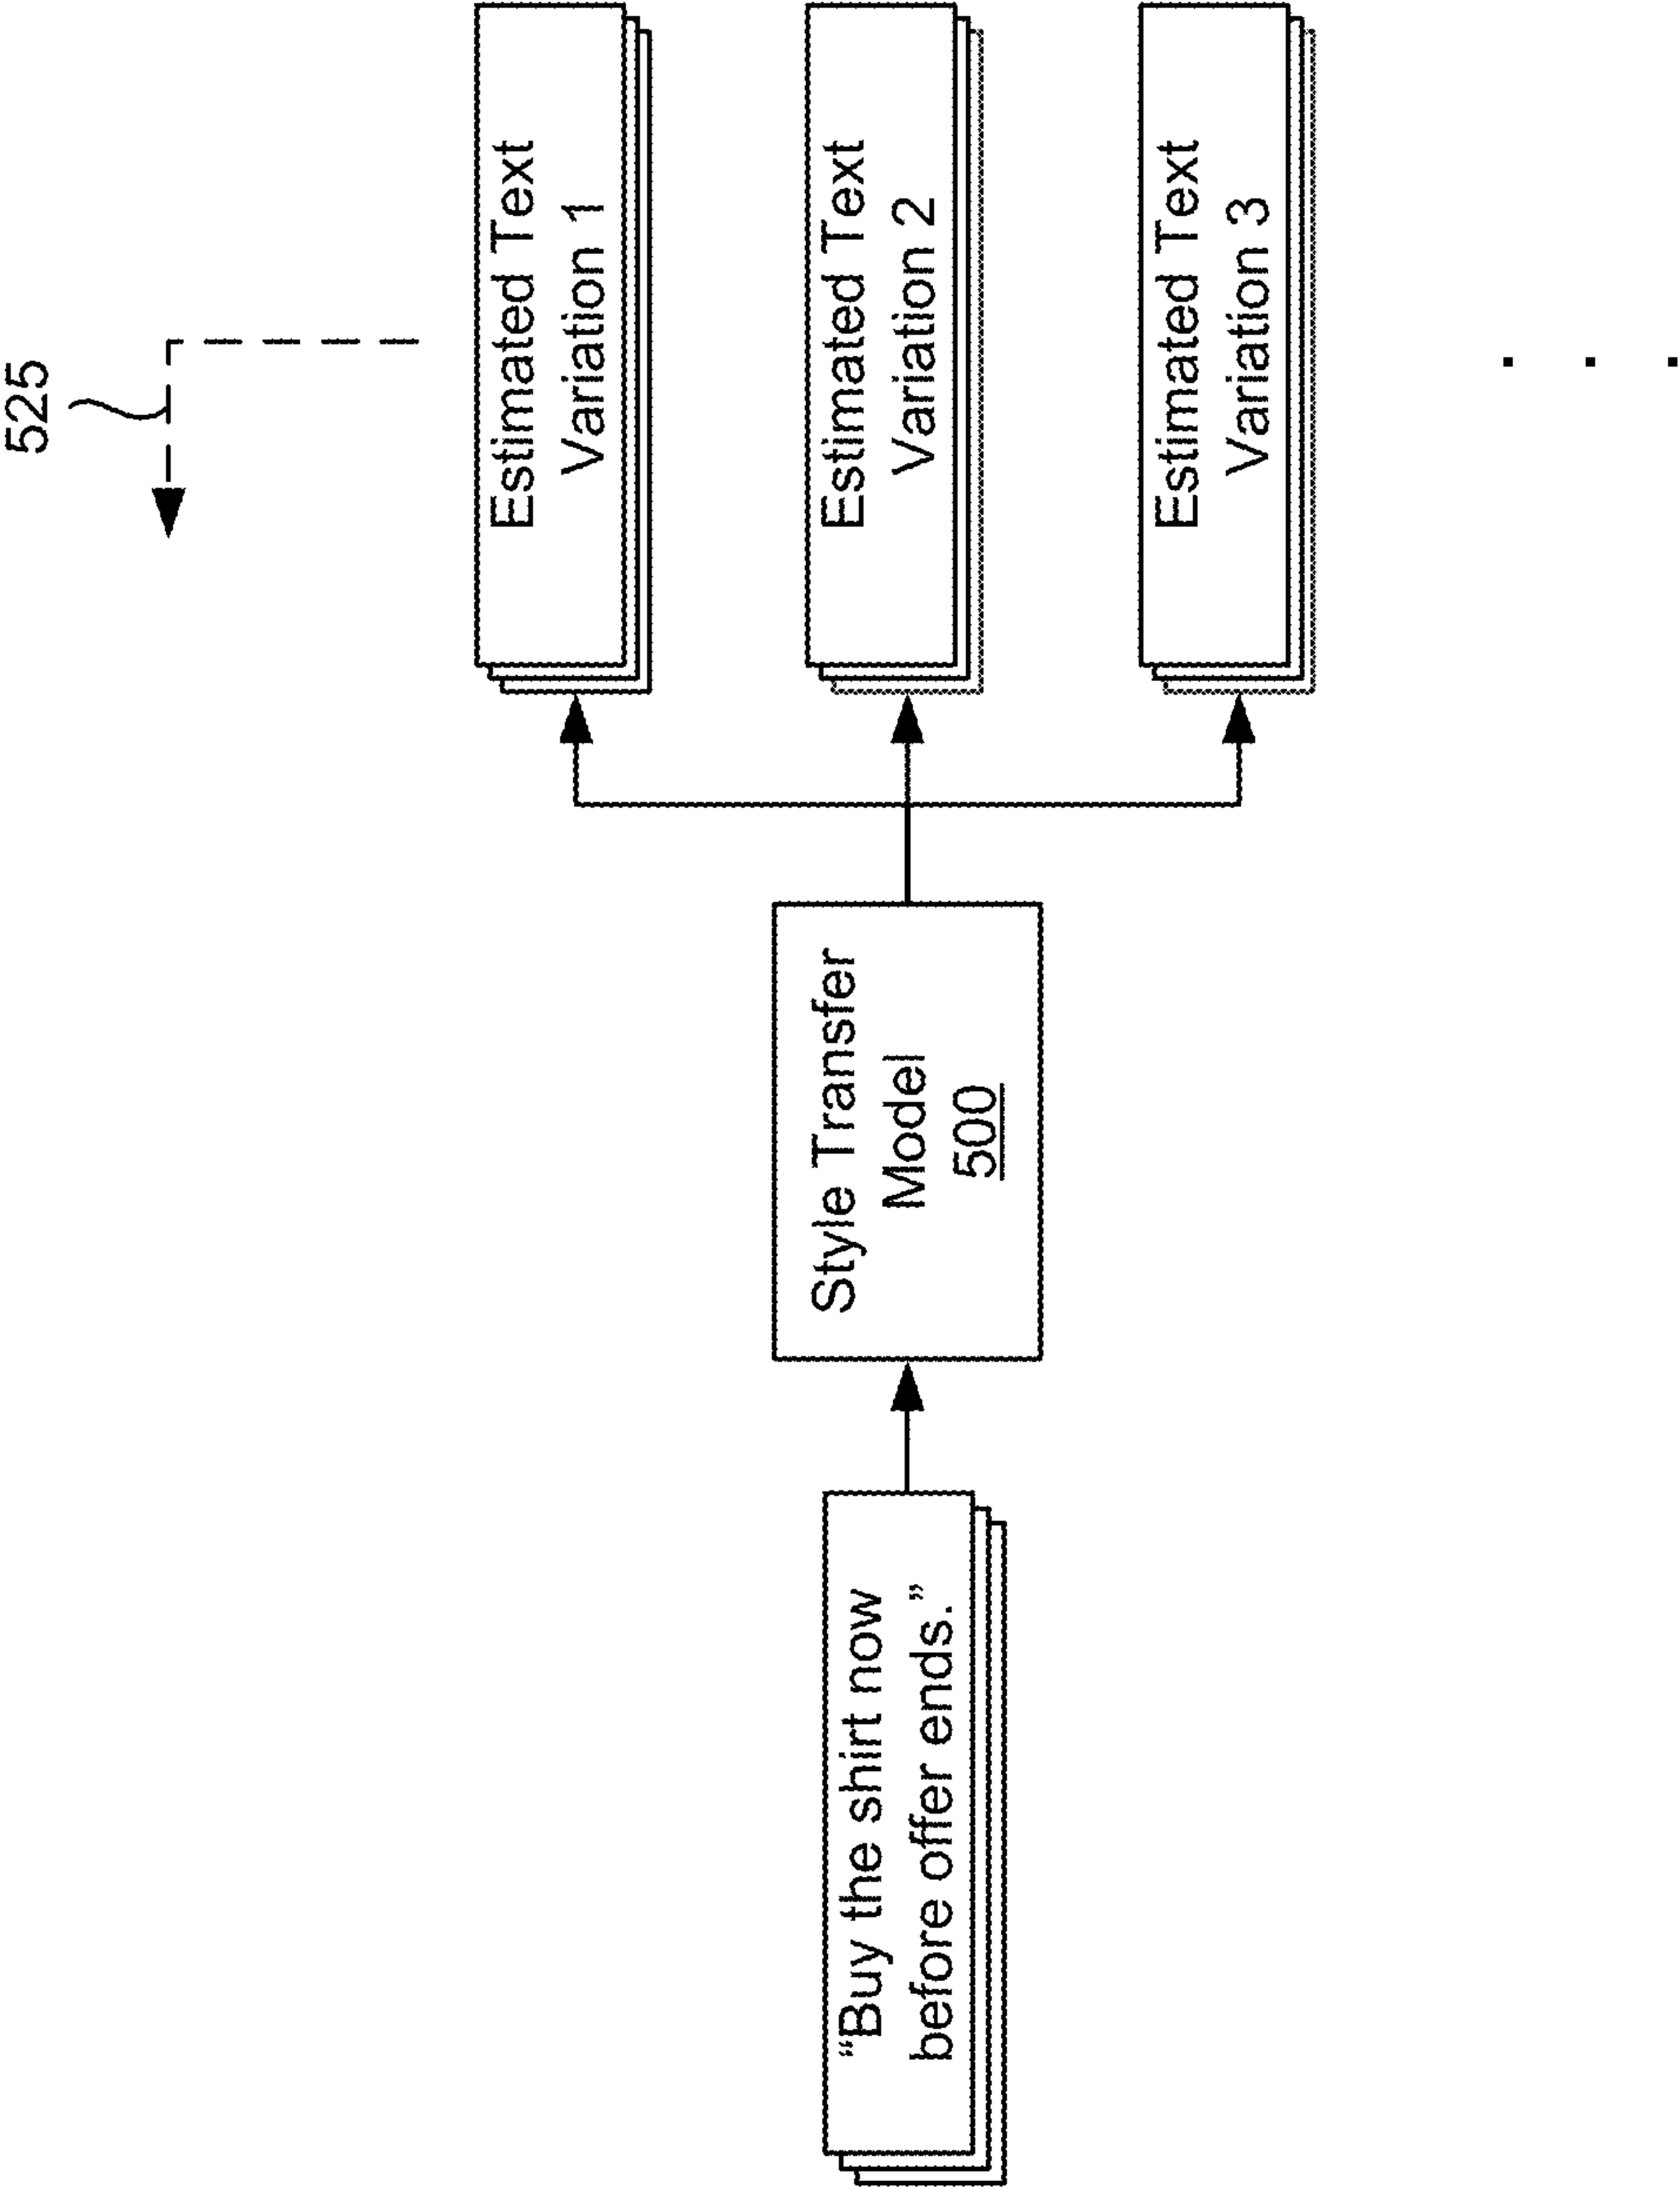 525
Estimated Text
Variation 1
"Buy the shirt now
before offer ends.”
Style Transfer
Model
500
Estimated Text
Variation 2
Estimated Text
Variation 3
. . .